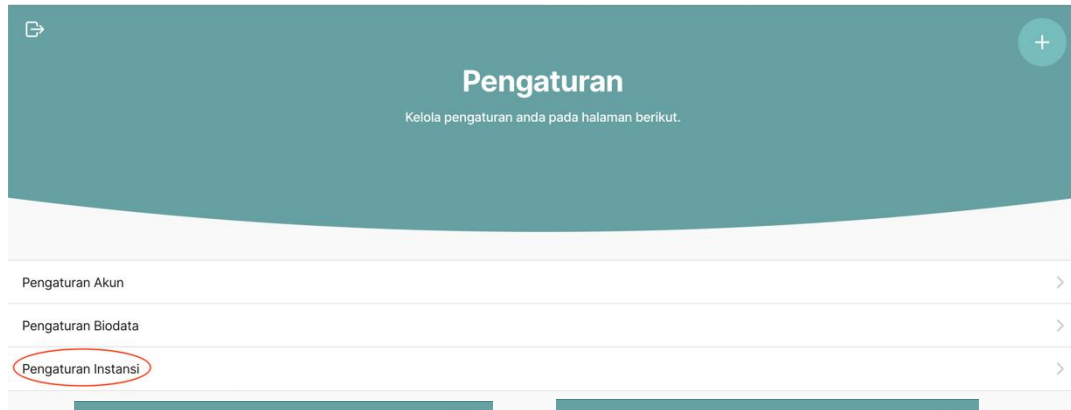 Pengaturan
Kelola pengaturan anda pada halaman berikut.
Pengaturan Akun
Pengaturan Biodata
Pengaturan Instansi